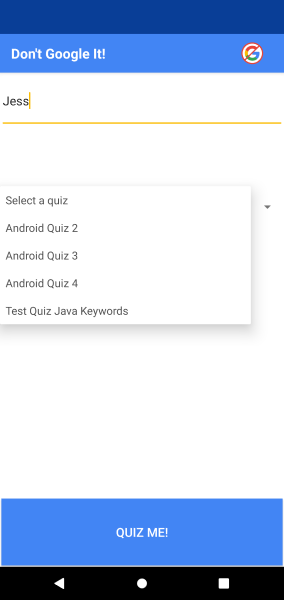 Don't Google It!
Jess
Select a quiz
Android Quiz 2
Android Quiz 3
Android Quiz 4
Test Quiz Java Keywords
QUIZ ME!